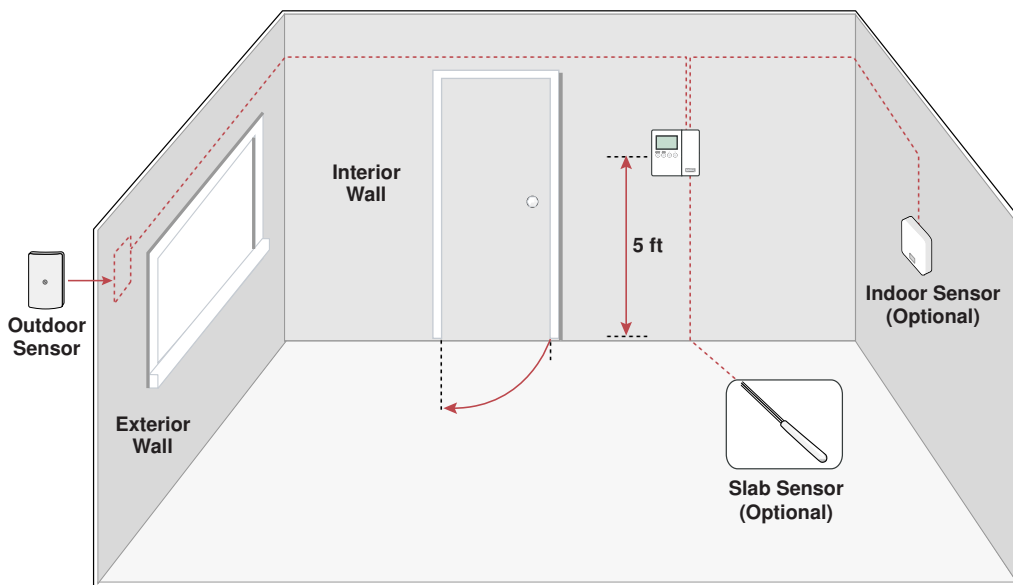 Interior
Wall
5 ft
Outdoor
Sensor
Indoor Sensor
(Optional)
Exterior
Wall
Slab Sensor
(Optional)